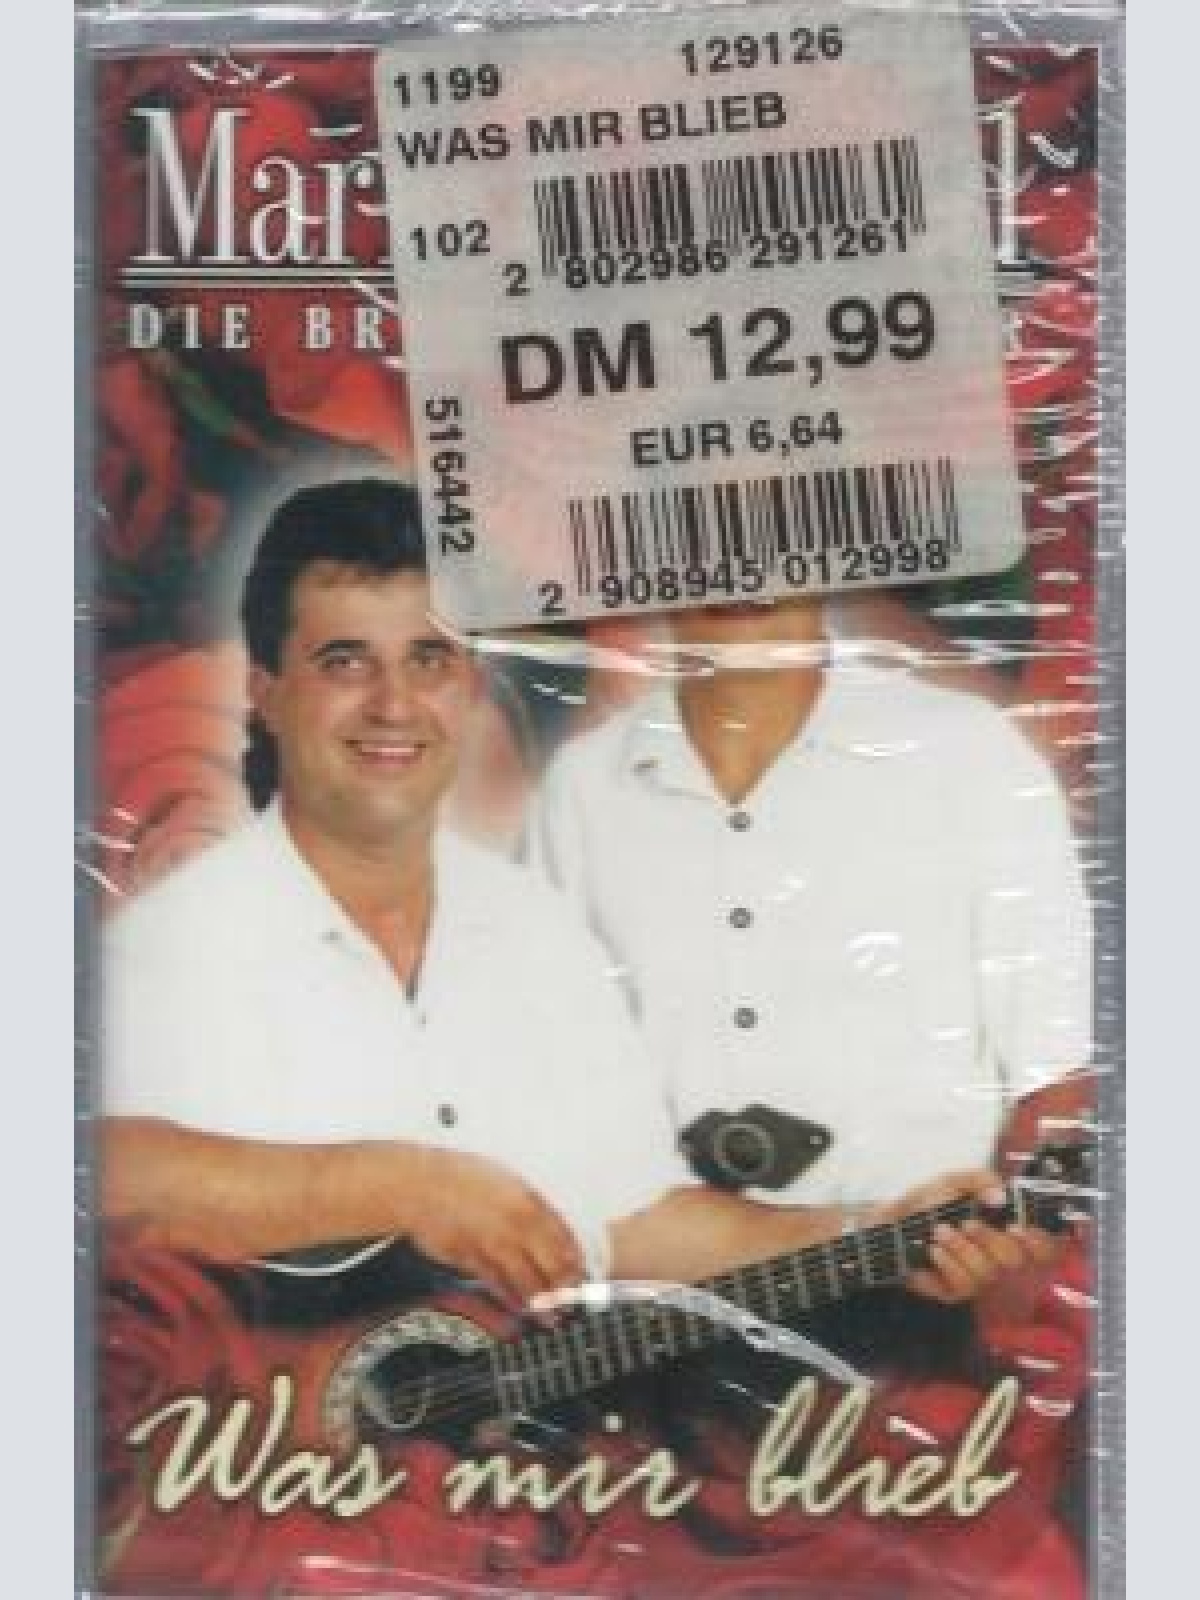 1199 129126
WAS MIR BLIEB
102
2 802986 291261
DM 12,99
EUR 6,64
516442
2 908945 012998
Mar
DIE BR
Was mir blieb